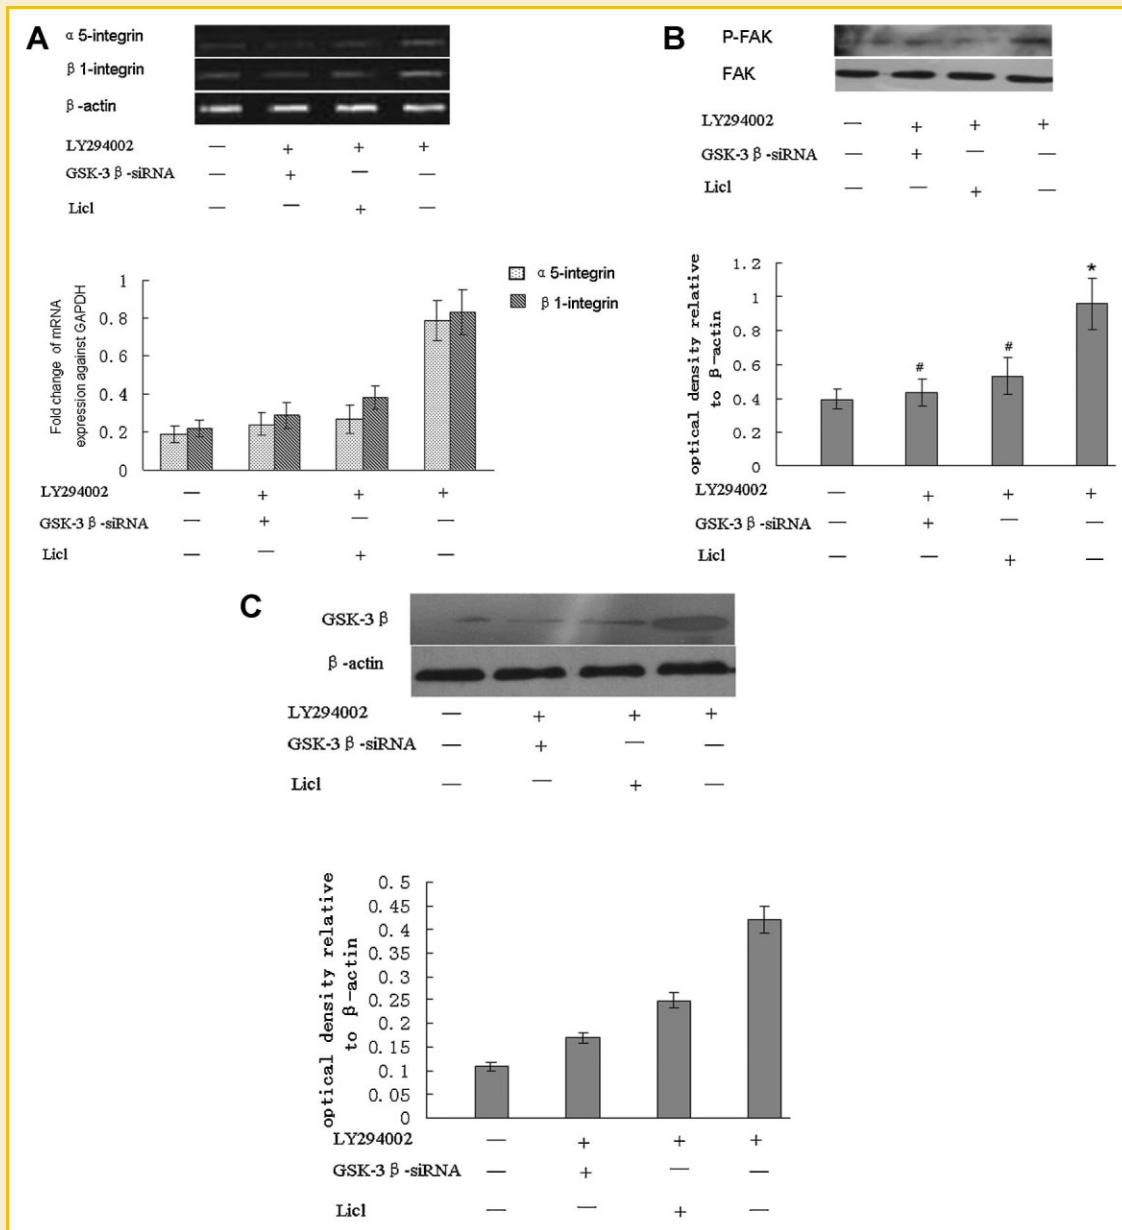 A
α 5-integrin
β 1-integrin
β-actin
LY294002 — + + +
GSK-3 β-siRNA — + — —
Licl — — + —
B
P-FAK
FAK
LY294002 — + + +
GSK-3 β-siRNA — + — —
Licl — — + —
Fold change of mRNA
expression against GAPDH
1
0.8
0.6
0.4
0.2
0
α 5-integrin
β 1-integrin
LY294002 — + + +
GSK-3 β-siRNA — + — —
Licl — — + —
optical density relative
to β-actin
1.2
1
0.8
0.6
0.4
0.2
0
# # *
LY294002 — + + +
GSK-3 β-siRNA — + — —
Licl — — + —
C
GSK-3 β
β-actin
LY294002 — + + +
GSK-3 β-siRNA — + — —
Licl — — + —
optical density relative
to β-actin
0.5
0.45
0.4
0.35
0.3
0.25
0.2
0.15
0.1
0.05
0
LY294002 — + + +
GSK-3 β-siRNA — + — —
Licl — — + —